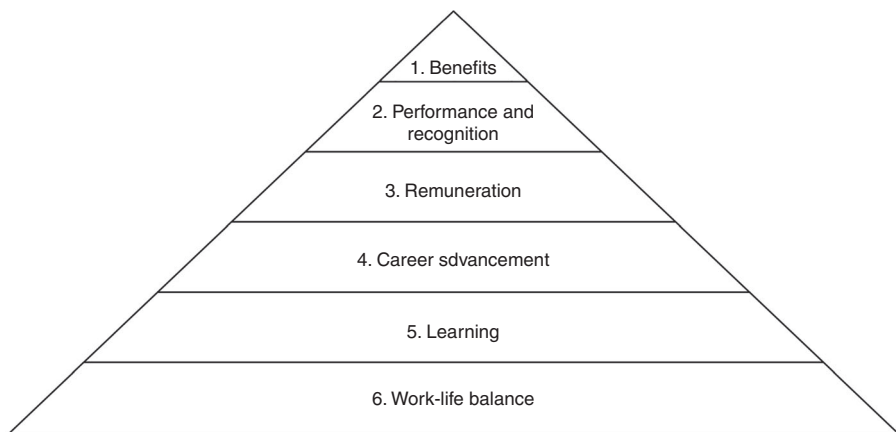 1. Benefits
2. Performance and
recognition
3. Remuneration
4. Career sdvancement
5. Learning
6. Work-life balance